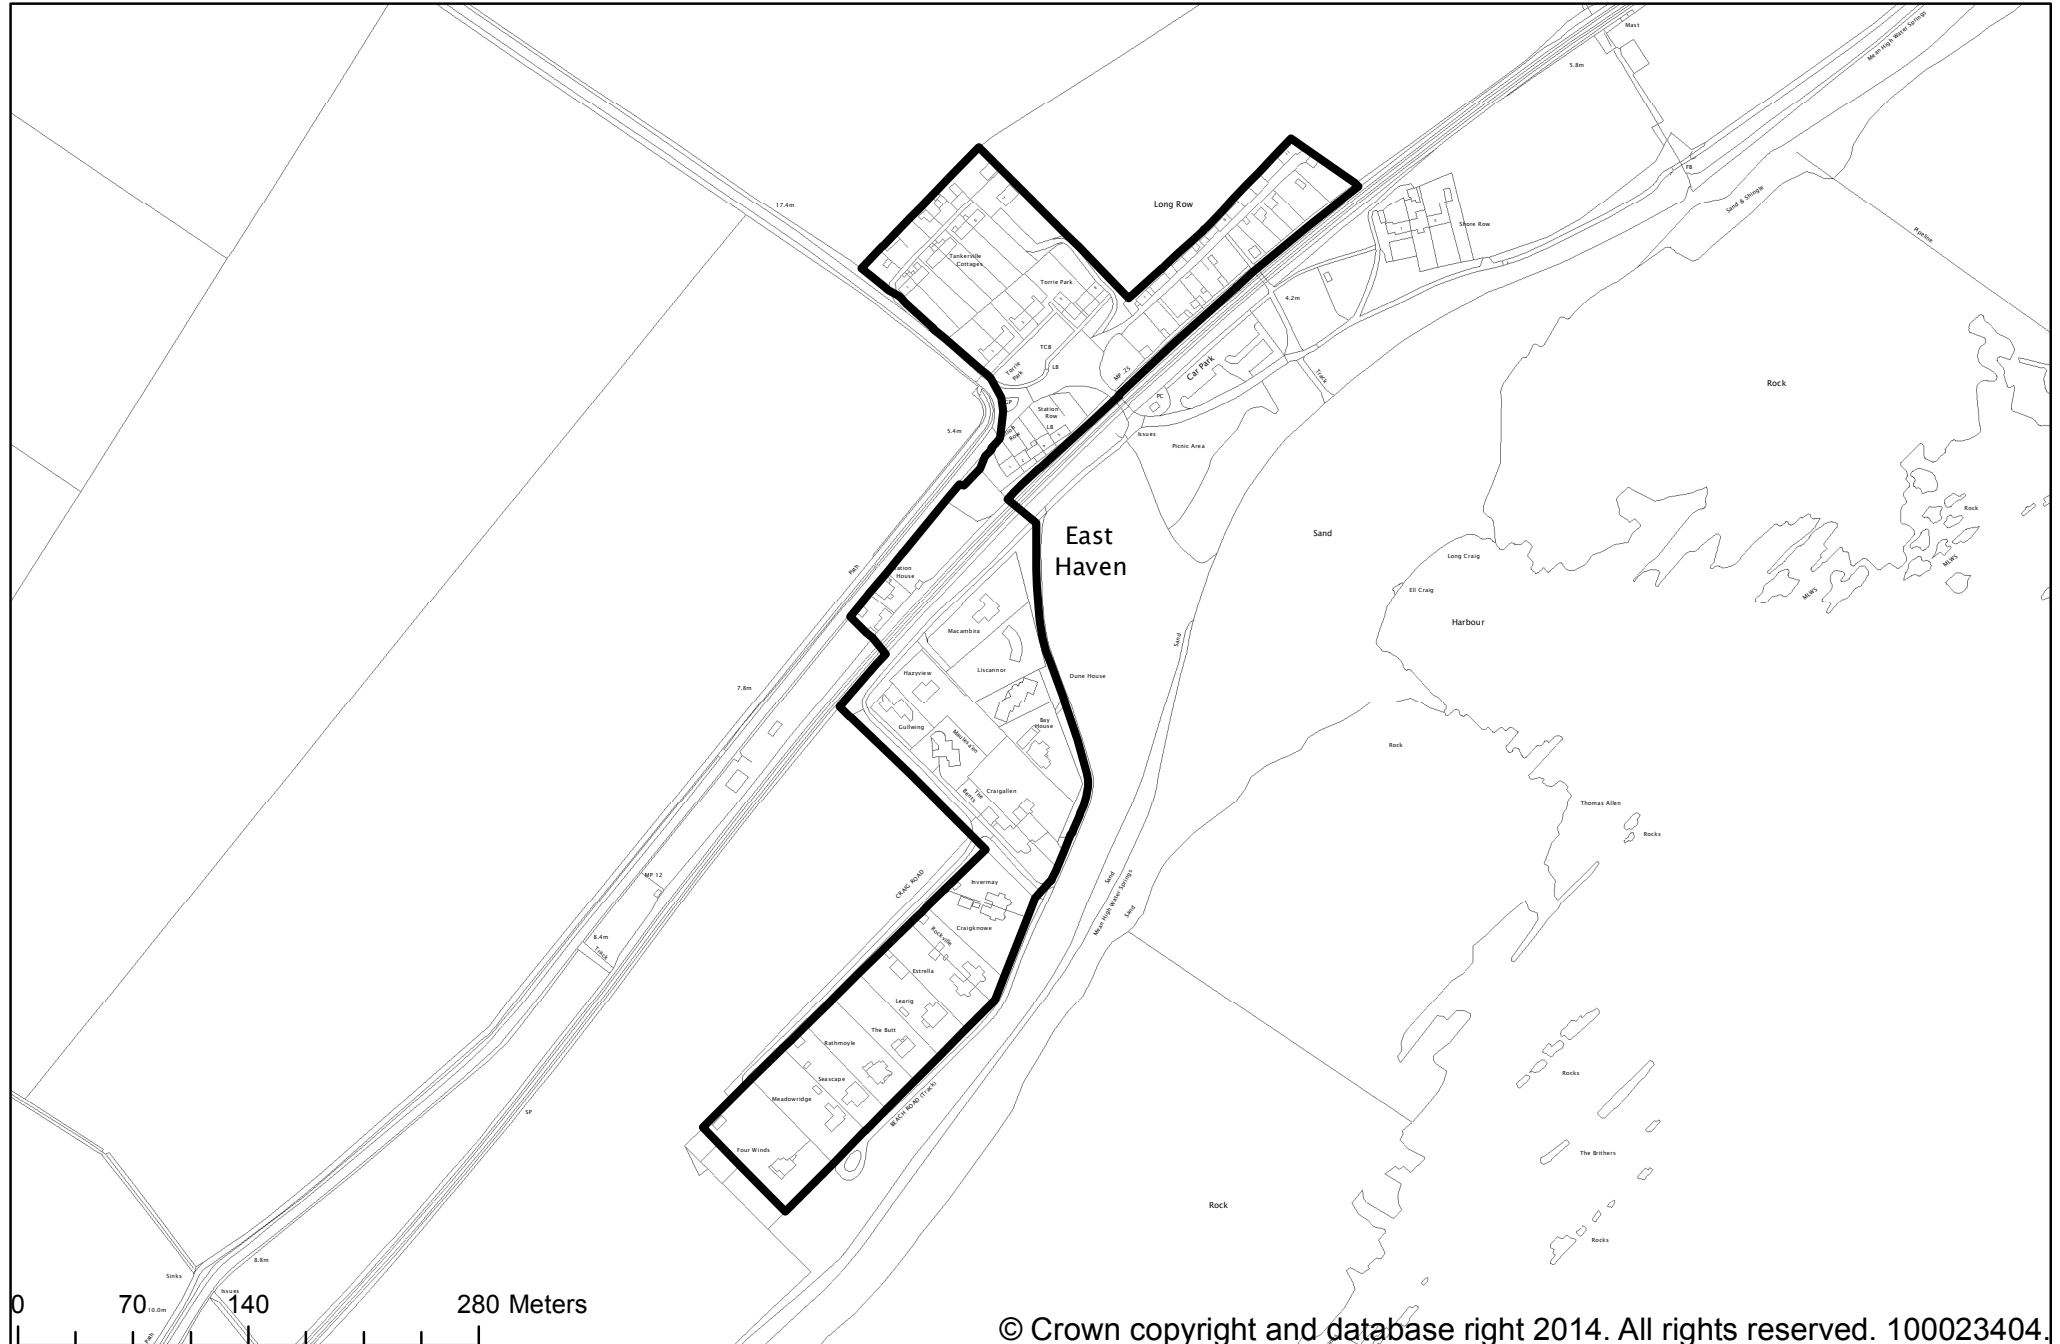 Mast
Mean High Water Springs
5.8m
FB
17.4m
Long Row
Sand & Shingle
Shore Row
Pipeline
Tankerville
Cottages
Torrie Park
4.2m
TCB
Torrie
Park
LB
MP .25
Car Park
Track
Rock
PC
Station
Row
LB
Row
5.4m
Issues
Picnic Area
East
Haven
Sand
Rock
Long Craig
MLWS
MLWS
Ell Craig
Harbour
Path
House
Macambira
Sand
Liscannor
Hazyview
Dune House
7.8m
Bay
House
Gullwing
Rock
The
Bents
Craigallen
Thomas Allen
Rocks
CRAIG ROAD
MP 12
Invermay
Sand
Mean High Water Springs
Sand
Craigknowe
Rockville
8.4m
Track
Estrella
Learig
The Butt
Rathmoyle
Seascape
Rocks
Meadowridge
BEACH ROAD (Track)
SP
Four Winds
The Brithers
Rock
Rocks
8.8m
Sinks
Issues
10.0m
Path
0 70 140 280 Meters
© Crown copyright and database right 2014. All rights reserved. 100023404.